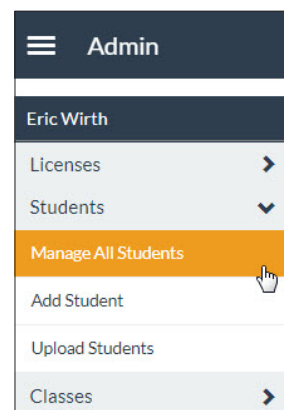 Admin
Eric Wirth
Licenses
Students
Manage All Students
Add Student
Upload Students
Classes